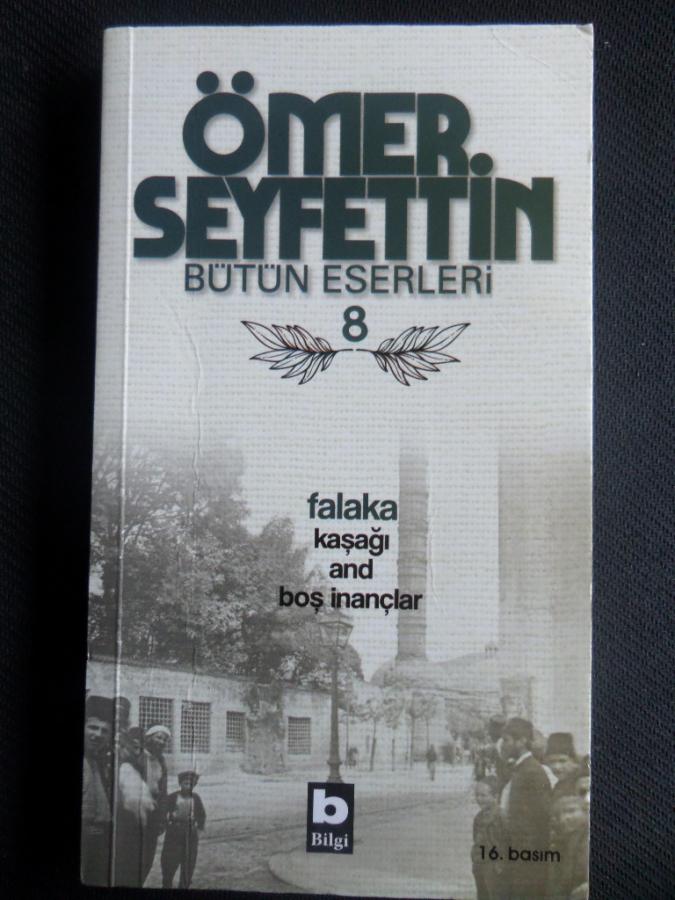 ÖMER
SEYFETTİN
BÜTÜN ESERLERİ
8
falaka
kaşağı
and
boş inançlar
b
Bilgi
16. basım